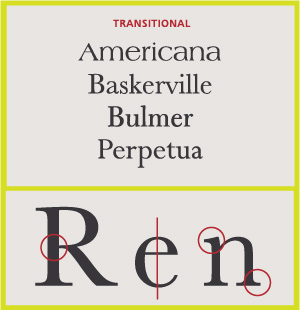 TRANSITIONAL
Americana
Baskerville
Bulmer
Perpetua
Ren